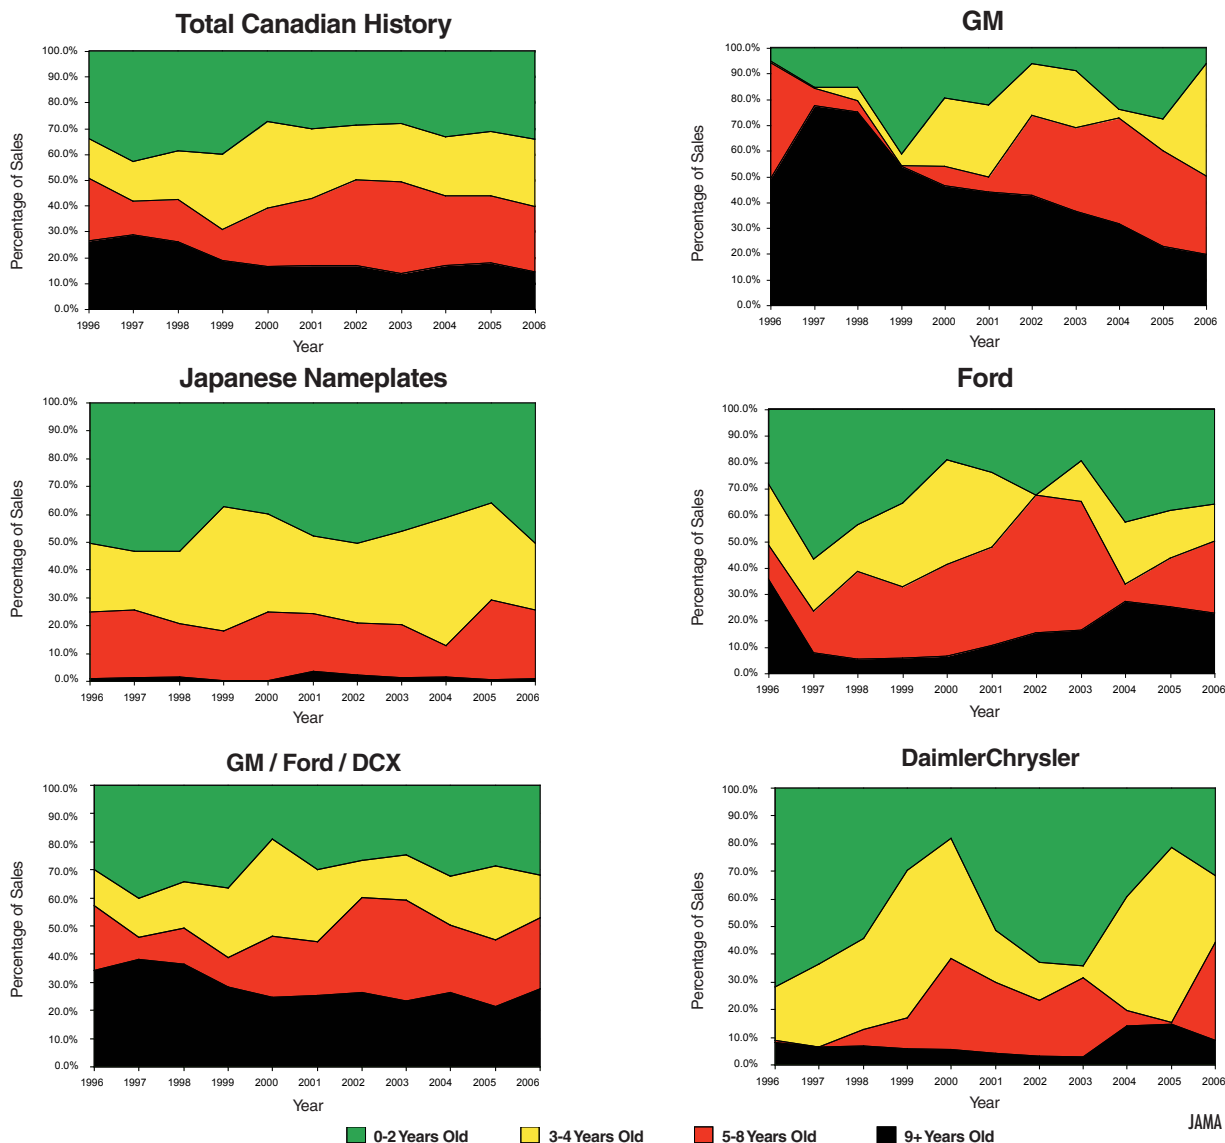 Total Canadian History
100.0%
90.0%
80.0%
70.0%
60.0%
50.0%
40.0%
30.0%
20.0%
10.0%
0.0%
Percentage of Sales
1996 1997 1998 1999 2000 2001 2002 2003 2004 2005 2006
Year
GM
100.0%
90.0%
80.0%
70.0%
60.0%
50.0%
40.0%
30.0%
20.0%
10.0%
0.0%
Percentage of Sales
1996 1997 1998 1999 2000 2001 2002 2003 2004 2005 2006
Year
Japanese Nameplates
100.0%
90.0%
80.0%
70.0%
60.0%
50.0%
40.0%
30.0%
20.0%
10.0%
0.0%
Percentage of Sales
1996 1997 1998 1999 2000 2001 2002 2003 2004 2005 2006
Year
Ford
100.0%
90.0%
80.0%
70.0%
60.0%
50.0%
40.0%
30.0%
20.0%
10.0%
0.0%
Percentage of Sales
1996 1997 1998 1999 2000 2001 2002 2003 2004 2005 2006
Year
GM / Ford / DCX
100.0%
90.0%
80.0%
70.0%
60.0%
50.0%
40.0%
30.0%
20.0%
10.0%
0.0%
Percentage of Sales
1996 1997 1998 1999 2000 2001 2002 2003 2004 2005 2006
Year
DaimlerChrysler
100.0%
90.0%
80.0%
70.0%
60.0%
50.0%
40.0%
30.0%
20.0%
10.0%
0.0%
Percentage of Sales
1996 1997 1998 1999 2000 2001 2002 2003 2004 2005 2006
Year
0-2 Years Old 3-4 Years Old 5-8 Years Old 9+ Years Old
JAMA